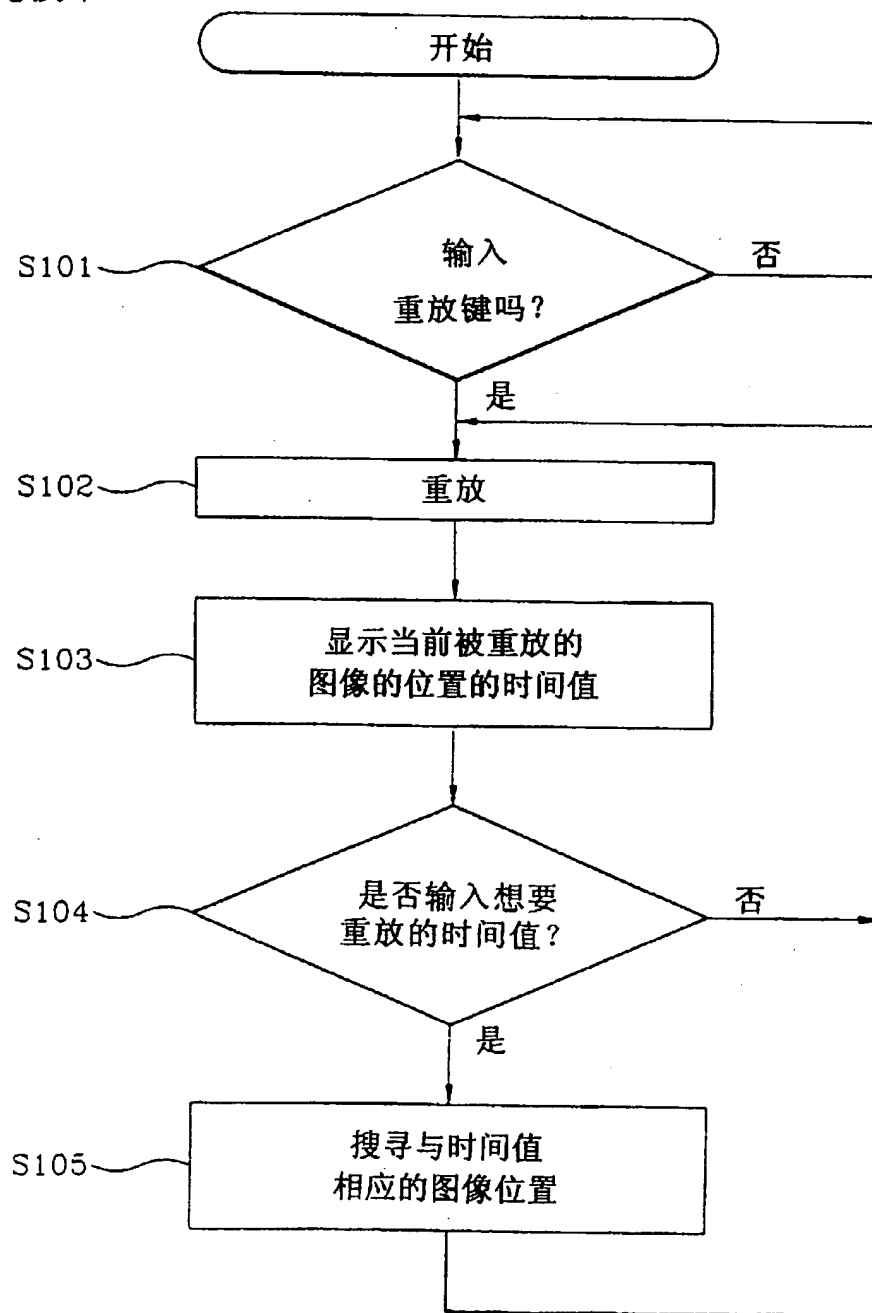 开始
S101
输入
重放键吗?
否
是
S102
重放
S103
显示当前被重放的
图像的位置的时间值
S104
是否输入想要
重放的时间值?
否
是
S105
搜寻与时间值
相应的图像位置